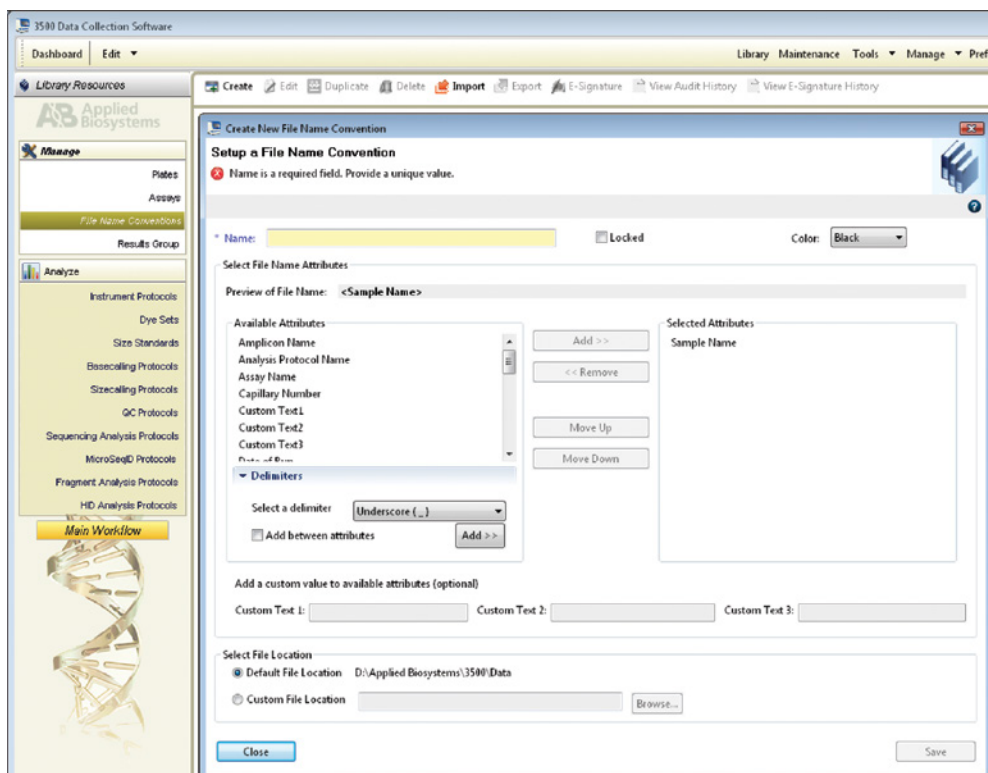 3500 Data Collection Software
Dashboard Edit Library Maintenance Tools Manage Pref
Library Resources
Create Edit Duplicate Delete Import Export E-Signature View Audit History View E-Signature History
AB Applied
Biosystems
Manage
Plates
Assays
File Name Conventions
Results Group
Analyze
Instrument Protocols
Dye Sets
Size Standards
Basecalling Protocols
Sizecalling Protocols
QC Protocols
Sequencing Analysis Protocols
MicroSeqID Protocols
Fragment Analysis Protocols
HID Analysis Protocols
Main Workflow
Create New File Name Convention
Setup a File Name Convention
Name is a required field. Provide a unique value.
* Name: Locked Color: Black
Select File Name Attributes
Preview of File Name: <Sample Name>
Available Attributes
Amplicon Name
Analysis Protocol Name
Assay Name
Capillary Number
Custom Text1
Custom Text2
Custom Text3
Date of Run
Delimiters
Select a delimiter Underscore ( _ )
Add between attributes Add >>
Add >>
<< Remove
Move Up
Move Down
Selected Attributes
Sample Name
Add a custom value to available attributes (optional)
Custom Text 1: Custom Text 2: Custom Text 3:
Select File Location
Default File Location D:\Applied Biosystems\3500\Data
Custom File Location Browse...
Close Save